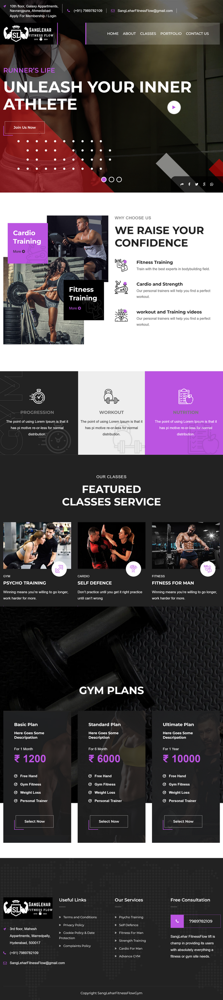 10th floor, Galaxy Appartments,
Navrangpura, Ahmedabad
Apply For Membership / Login
(+91) 7989782109
SangLeharFitnessFlow@gmail.com
SANGLEHAR
FITNESS FLOW
SL
ESTD 2024
HOME ABOUT CLASSES PORTFOLIO CONTACT US
RUNNER'S LIFE
UNLEASH YOUR INNER
ATHLETE
Join Us Now
Cardio
Training
More
Fitness
Training
More
WHY CHOOSE US
WE RAISE YOUR
CONFIDENCE
Fitness Training
Train with the best experts in bodybuilding field.
Cardio and Strength
Our personal trainers will help you find a perfect
workout.
workout and Training videos
Our personal trainers will help you find a perfect
workout.
GYM
PROGRESSION
The point of using Lorem Ipsum is that it
has pi motive re-or-less for normal
distribution.
WORKOUT
The point of using Lorem Ipsum is that it
has pi motive re-or-less for normal
distribution.
NUTRITION
The point of using Lorem Ipsum is that it
has pi motive re-or-less for normal
distribution.
OUR CLASSES
FEATURED
CLASSES SERVICE
GYM
PSYCHO TRAINING
Winning means you're willing to go longer,
work harder for more.
CARDIO
SELF DEFENCE
Don't practice until you get it right practice
until can't wrong
FITNESS
FITNESS FOR MAN
Winning means you're willing to go longer,
work harder for more.
GYM PLANS
Basic Plan
Here Goes Some
Descripation
For 1 Month
₹ 1200
Free Hand
Gym Fitness
Weight Loss
Personal Trainer
Select Now
Standard Plan
Here Goes Some
Description
For 6 Month
₹ 6000
Free Hand
Gym Fitness
Weight Loss
Personal Trainer
Select Now
Ultimate Plan
Here Goes Some
Descripation
For 1 Year
₹ 10000
Free Hand
Gym Fitness
Weight Loss
Personal Trainer
Select Now
SANGLEHAR
FITNESS FLOW
SL
ESTD 2024
3rd floor, Mahesh
Appartments, Marredpally,
Hyderabad, 500017
(+91) 7989782109
SangLeharFitnessFlow@gmail.com
Useful Links
Terms and Conditions
Privacy Policy
Cookie Policy & Date
Protection
Complaints Policy
Our Services
Psycho Training
Self Defence
Fitness For Man
Strength Training
Cardio For Man
Advance GYM
Free Consultation
7989782109
SangLehar FitnessFlow lift is
champ in providing its users
with absolutely everything a
fitness or gym site needs.
Copyright SangLeharFitnessFlowGym